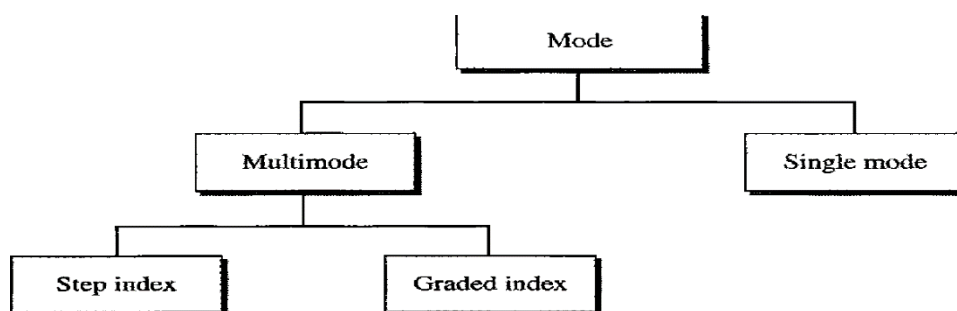 Mode
Multimode
Single mode
Step index
Graded index